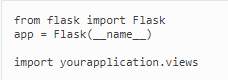 from flask import Flask
app = Flask(__name__)
import yourapplication.views